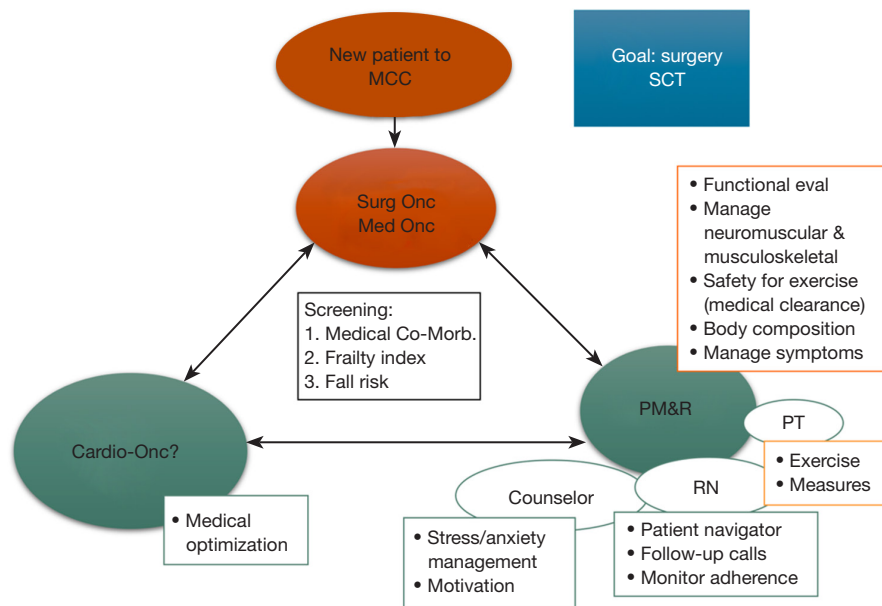 New patient to
MCC
Goal: surgery
SCT
Surg Onc
Med Onc
• Functional eval
• Manage
neuromuscular &
musculoskeletal
• Safety for exercise
(medical clearance)
• Body composition
• Manage symptoms
Screening:
1. Medical Co-Morb.
2. Frailty index
3. Fall risk
Cardio-Onc?
• Medical
optimization
PM&R
PT
• Exercise
• Measures
Counselor
• Stress/anxiety
management
• Motivation
RN
• Patient navigator
• Follow-up calls
• Monitor adherence